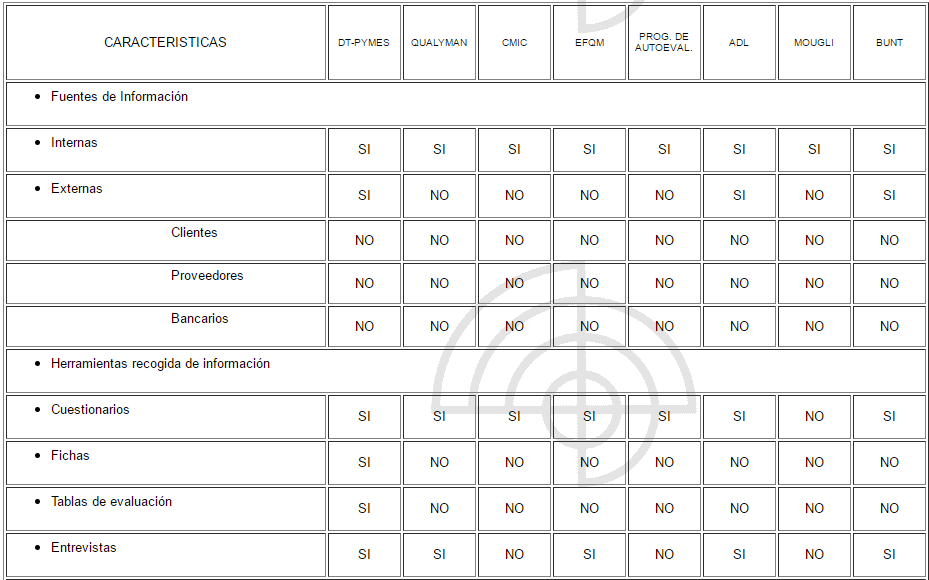 CARACTERISTICAS DT-PYMES QUALYMAN CMIC EFQM PROG. DE AUTOEVAL. ADL MOUGLI BUNT
• Fuentes de Información
• Internas SI SI SI SI SI SI SI SI
• Externas SI NO NO NO NO SI NO SI
Clientes NO NO NO NO NO NO NO NO
Proveedores NO NO NO NO NO NO NO NO
Bancarios NO NO NO NO NO NO NO NO
• Herramientas recogida de información
• Cuestionarios SI SI SI SI SI SI NO SI
• Fichas SI NO NO NO NO NO NO NO
• Tablas de evaluación SI NO NO NO NO NO NO NO
• Entrevistas SI SI NO SI NO SI NO SI